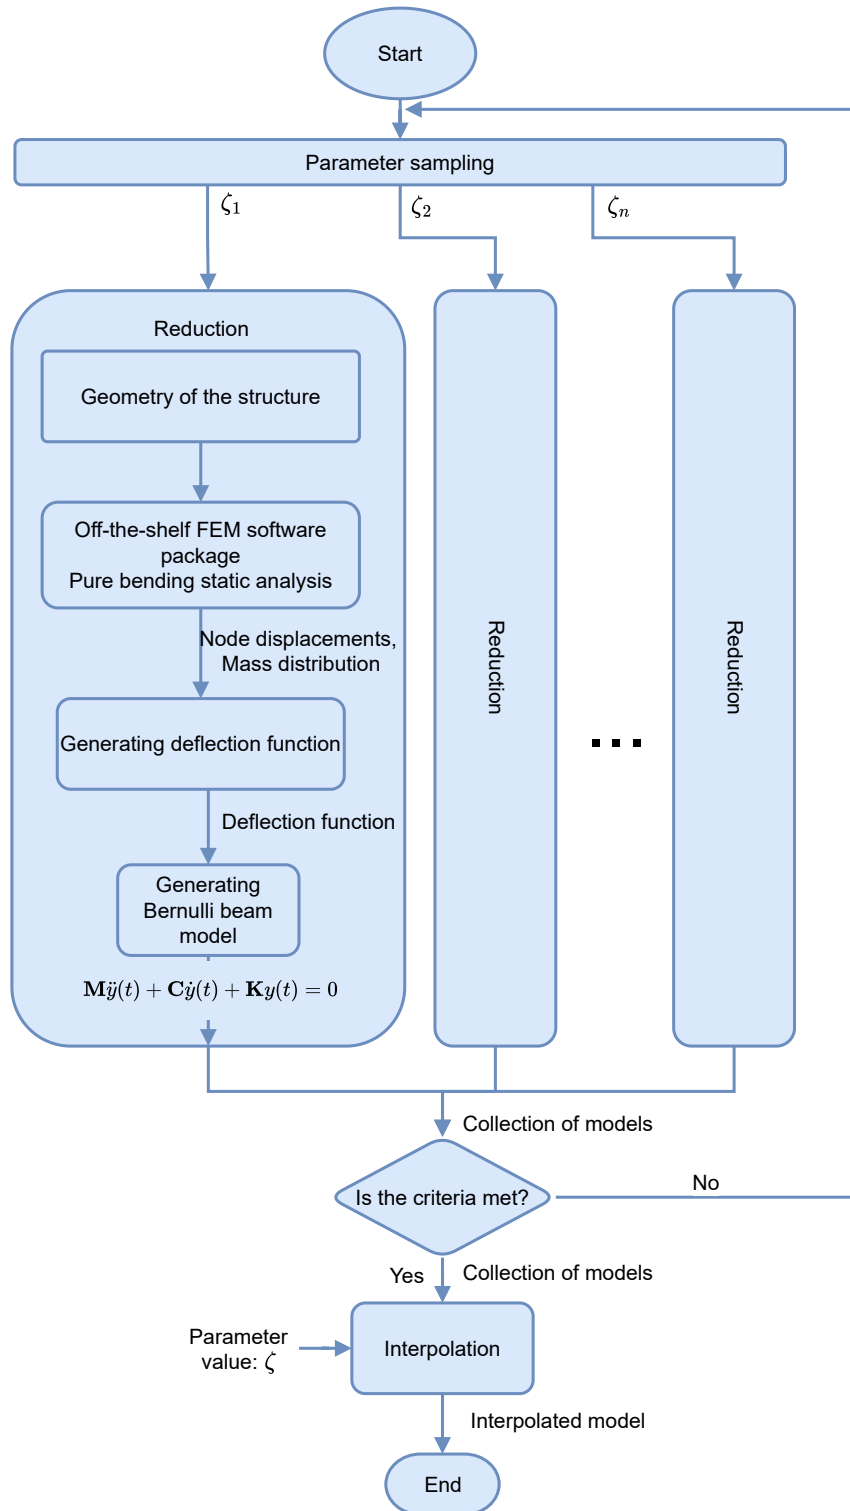 Start
Parameter sampling
ζ₁
ζ₂
ζₙ
Reduction
Geometry of the structure
Off-the-shelf FEM software
package
Pure bending static analysis
Node displacements,
Mass distribution
Generating deflection function
Deflection function
Generating
Bernulli beam
model
𝐌ÿ(t) + 𝐂ẏ(t) + 𝐊y(t) = 0
Reduction
...
Reduction
Collection of models
Is the criteria met?
No
Yes
Collection of models
Parameter
value: ζ
Interpolation
Interpolated model
End